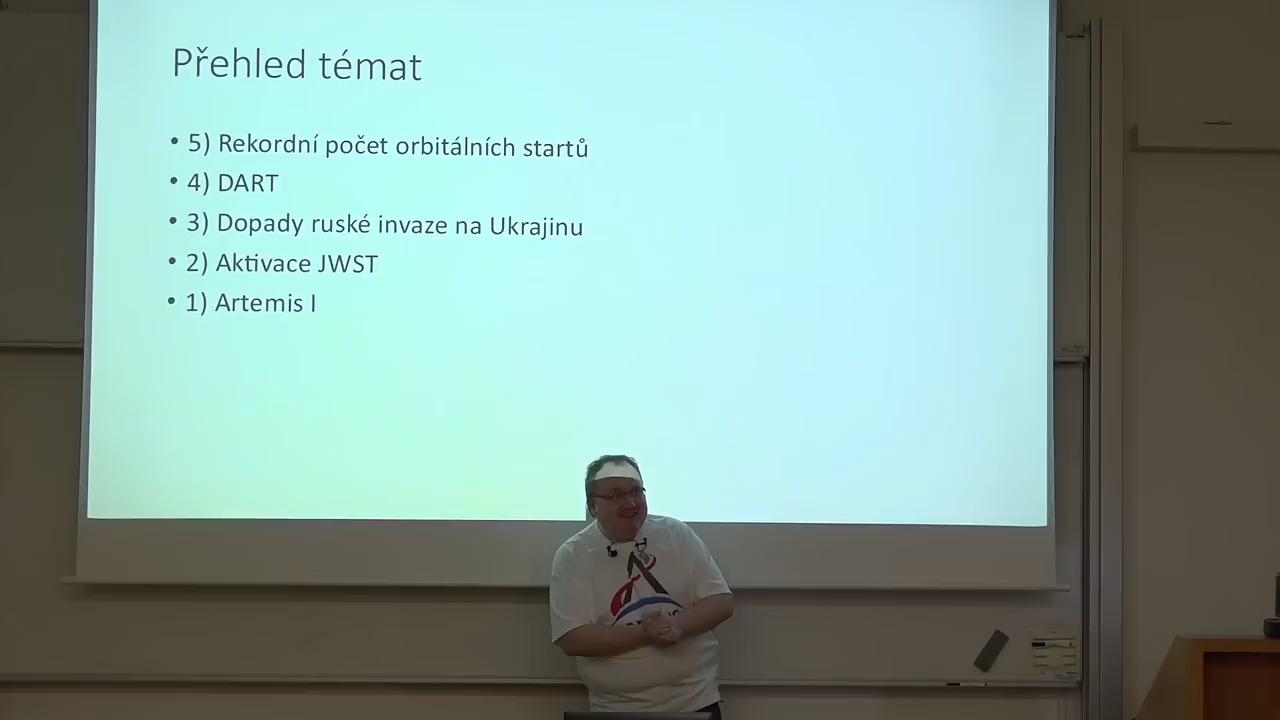 Přehled témat
• 5) Rekordní počet orbitálních startů
• 4) DART
• 3) Dopady ruské invaze na Ukrajinu
• 2) Aktivace JWST
• 1) Artemis I